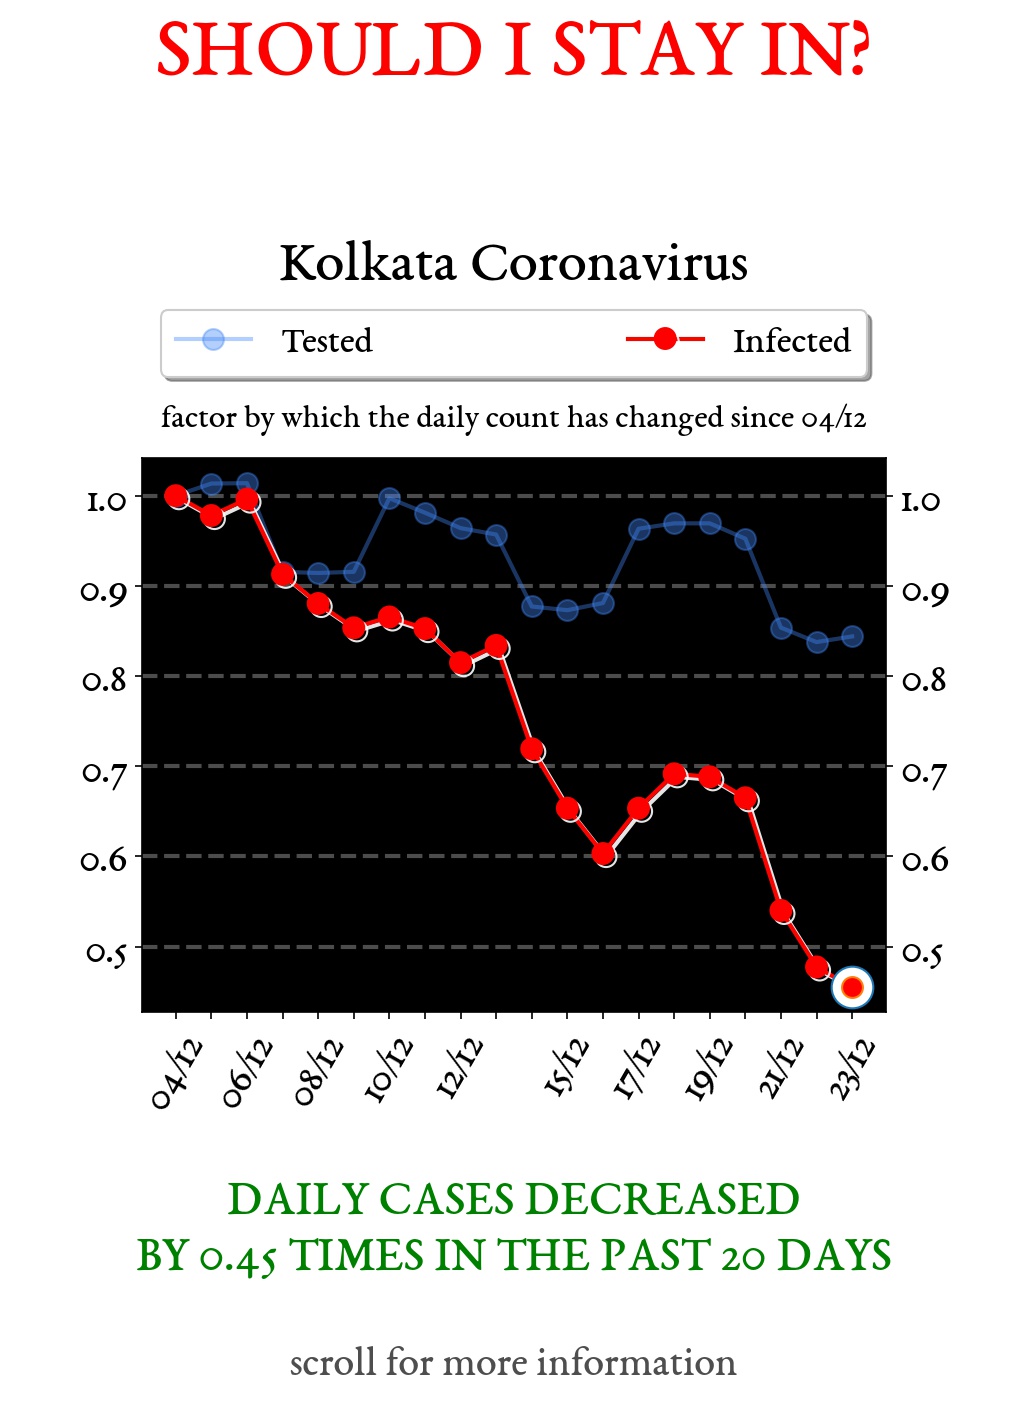 SHOULD I STAY IN?
Kolkata Coronavirus
Tested Infected
factor by which the daily count has changed since 04/12
1.0 1.0
0.9 0.9
0.8 0.8
0.7 0.7
0.6 0.6
0.5 0.5
04/12 06/12 08/12 10/12 12/12 15/12 17/12 19/12 21/12 23/12
DAILY CASES DECREASED
BY 0.45 TIMES IN THE PAST 20 DAYS
scroll for more information